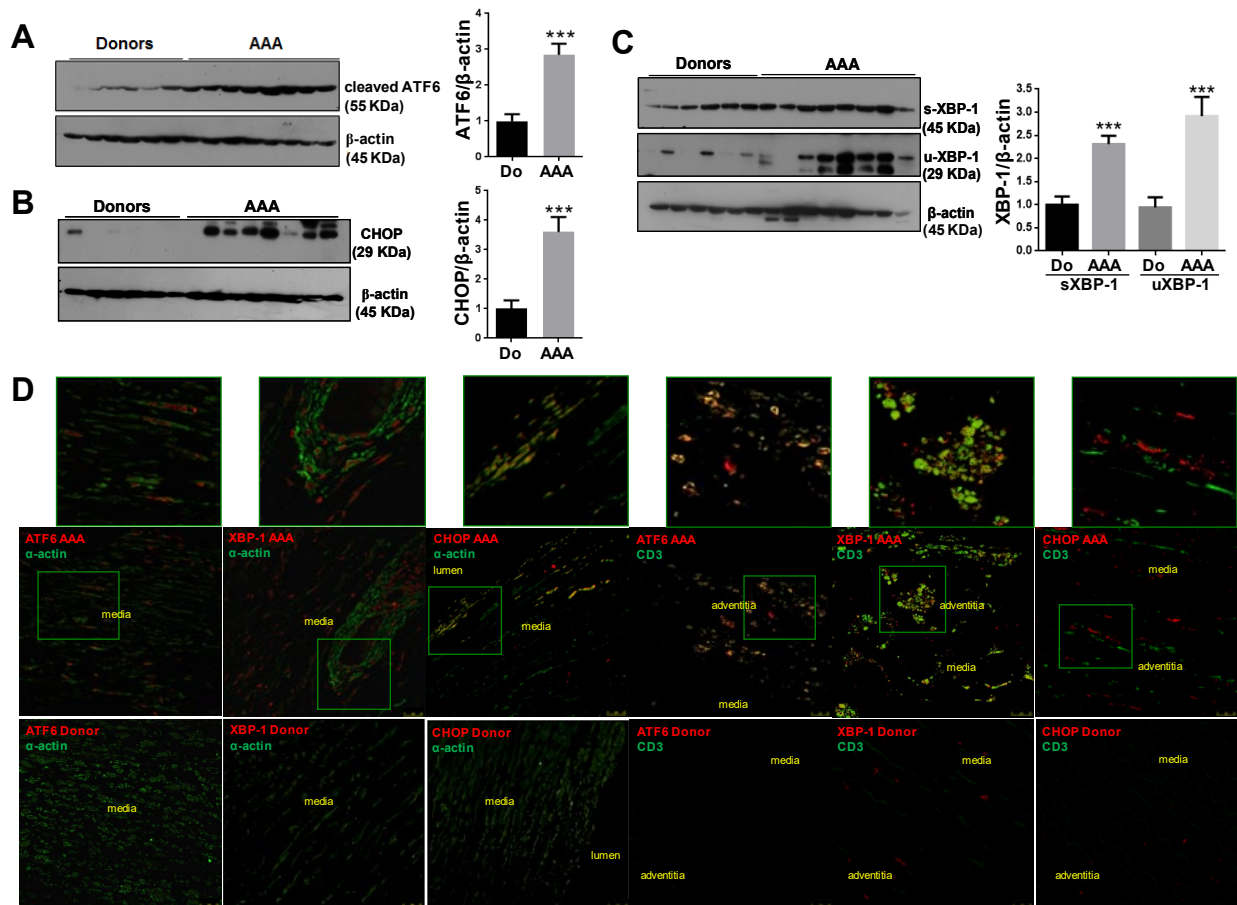 A
Donors AAA
cleaved ATF6
(55 KDa)
β-actin
(45 KDa)
ATF6/β-actin
4
3
2
1
0
***
Do AAA
B
Donors AAA
CHOP
(29 KDa)
β-actin
(45 KDa)
CHOP/β-actin
5
4
3
2
1
0
***
Do AAA
C
Donors AAA
s-XBP-1
(45 KDa)
u-XBP-1
(29 KDa)
β-actin
(45 KDa)
XBP-1/β-actin
3.5
3.0
2.5
2.0
1.5
1.0
0.5
0.0
***
***
Do AAA Do AAA
sXBP-1 uXBP-1
D
ATF6 AAA
α-actin
media
XBP-1 AAA
α-actin
media
CHOP AAA
α-actin
lumen
media
ATF6 AAA
CD3
adventitia
media
XBP-1 AAA
CD3
adventitia
media
CHOP AAA
CD3
media
adventitia
ATF6 Donor
α-actin
media
XBP-1 Donor
α-actin
media
CHOP Donor
α-actin
media
lumen
ATF6 Donor
CD3
media
adventitia
XBP-1 Donor
CD3
media
adventitia
CHOP Donor
CD3
media
adventitia